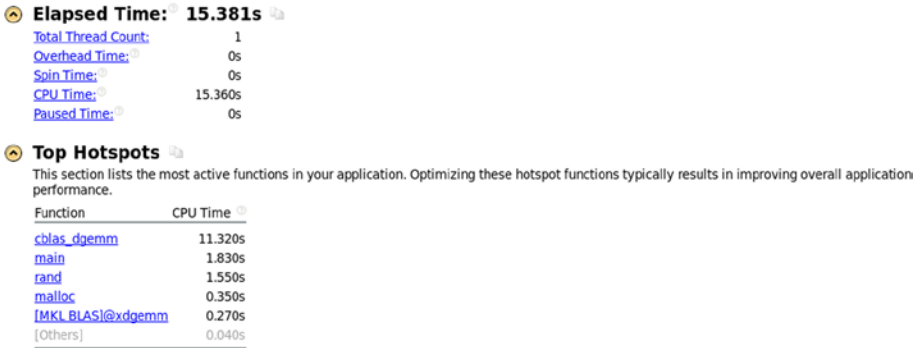 Elapsed Time: 15.381s
Total Thread Count: 1
Overhead Time: 0s
Spin Time: 0s
CPU Time: 15.360s
Paused Time: 0s
Top Hotspots
This section lists the most active functions in your application. Optimizing these hotspot functions typically results in improving overall application
performance.
Function CPU Time
cblas_dgemm 11.320s
main 1.830s
rand 1.550s
malloc 0.350s
[MKL BLAS]@xdgemm 0.270s
[Others] 0.040s